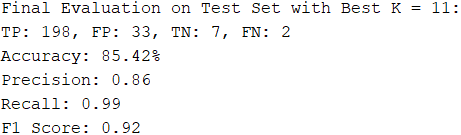 Final Evaluation on Test Set with Best K = 11:
TP: 198, FP: 33, TN: 7, FN: 2
Accuracy: 85.42%
Precision: 0.86
Recall: 0.99
F1 Score: 0.92